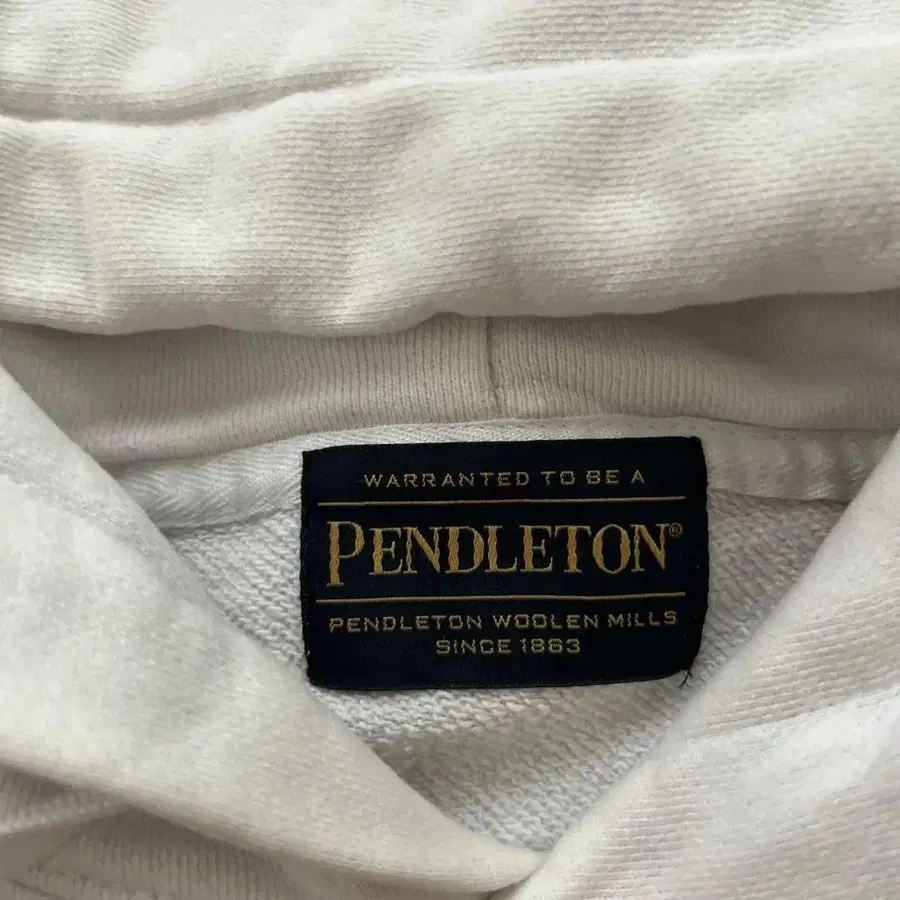 WARRANTED TO BE A
PENDLETON®
PENDLETON WOOLEN MILLS
SINCE 1863